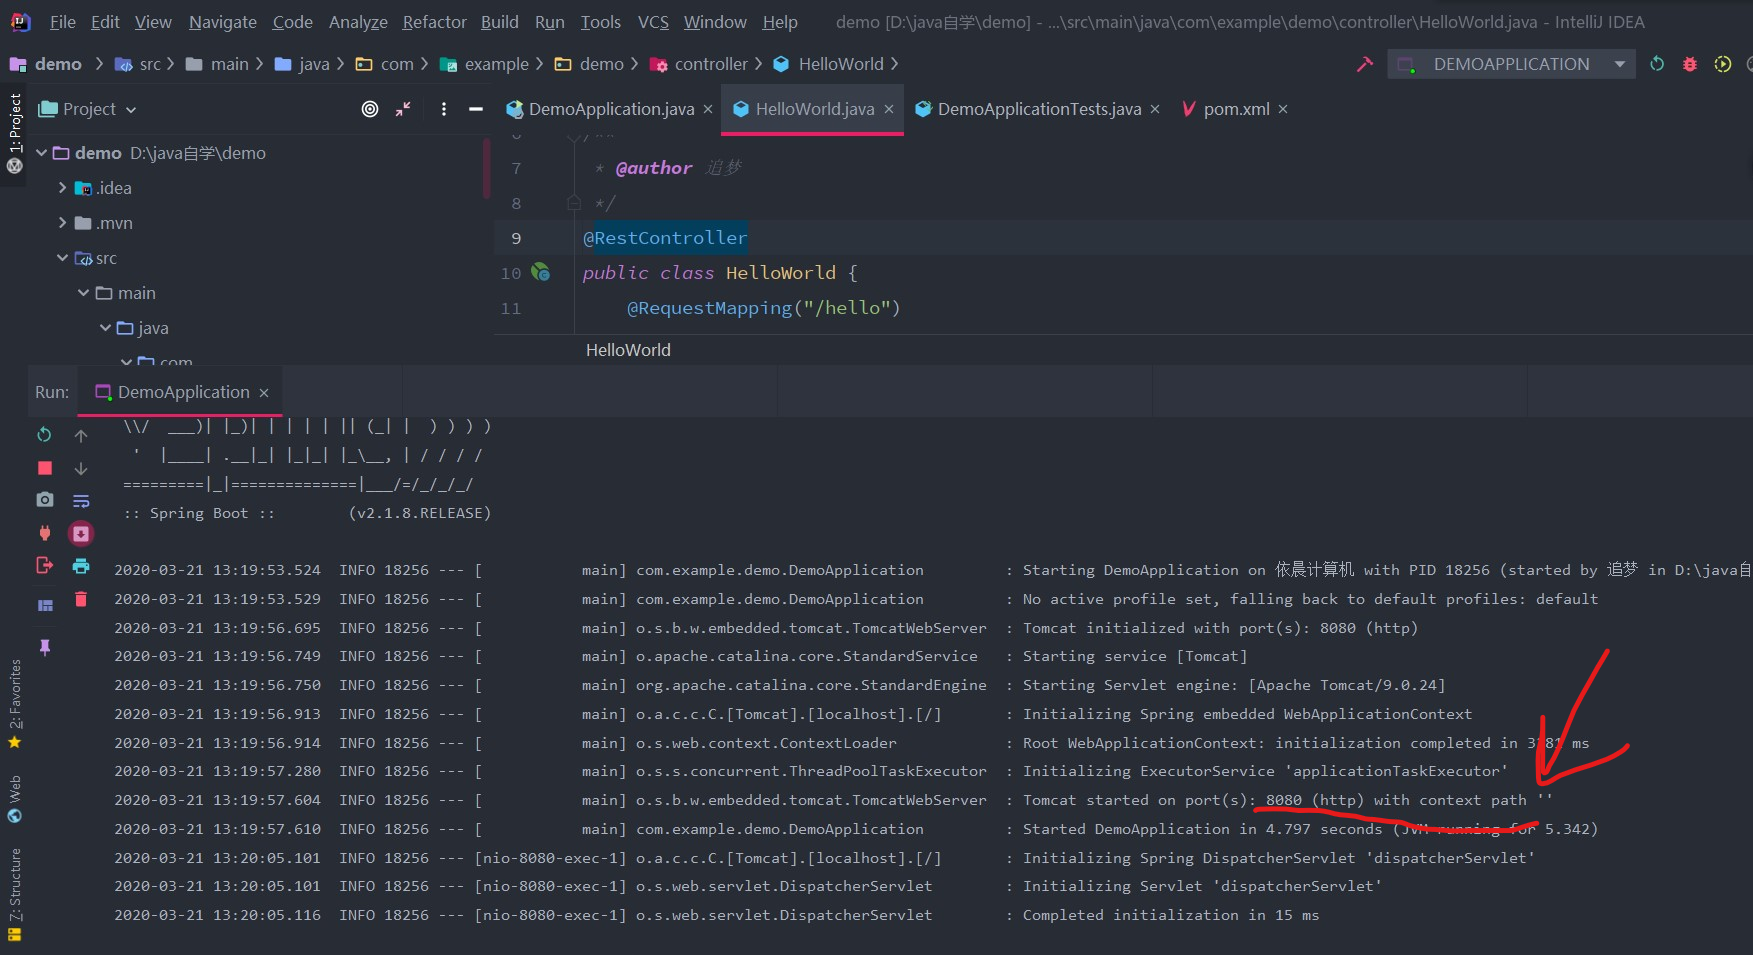 File Edit View Navigate Code Analyze Refactor Build Run Tools VCS Window Help demo [D:\java自学\demo] - ...\src\main\java\com\example\demo\controller\HelloWorld.java - IntelliJ IDEA
demo src main java com example demo controller HelloWorld DEMOAPPLICATION
1: Project
Project
DemoApplication.java HelloWorld.java DemoApplicationTests.java pom.xml
demo D:\java自学\demo
.idea
.mvn
src
main
java
com
6 /**
7 * @author 追梦
8 */
9 @RestController
10 public class HelloWorld {
11 @RequestMapping("/hello")
HelloWorld
Run: DemoApplication
\\/  ___)| |_)| | | | | || (_| |  ) ) ) )
'  |____| .__|_| |_|_| |_\__, | / / / /
=========|_|==============|___/=/_/_/_/
:: Spring Boot ::        (v2.1.8.RELEASE)
2020-03-21 13:19:53.524  INFO 18256 --- [           main] com.example.demo.DemoApplication         : Starting DemoApplication on 依晨计算机 with PID 18256 (started by 追梦 in D:\java自
2020-03-21 13:19:53.529  INFO 18256 --- [           main] com.example.demo.DemoApplication         : No active profile set, falling back to default profiles: default
2020-03-21 13:19:56.695  INFO 18256 --- [           main] o.s.b.w.embedded.tomcat.TomcatWebServer  : Tomcat initialized with port(s): 8080 (http)
2020-03-21 13:19:56.749  INFO 18256 --- [           main] o.apache.catalina.core.StandardService   : Starting service [Tomcat]
2020-03-21 13:19:56.750  INFO 18256 --- [           main] org.apache.catalina.core.StandardEngine  : Starting Servlet engine: [Apache Tomcat/9.0.24]
2020-03-21 13:19:56.913  INFO 18256 --- [           main] o.a.c.c.C.[Tomcat].[localhost].[/]       : Initializing Spring embedded WebApplicationContext
2020-03-21 13:19:56.914  INFO 18256 --- [           main] o.s.web.context.ContextLoader            : Root WebApplicationContext: initialization completed in ms
2020-03-21 13:19:57.280  INFO 18256 --- [           main] o.s.s.concurrent.ThreadPoolTaskExecutor  : Initializing ExecutorService 'applicationTaskExecutor'
2020-03-21 13:19:57.604  INFO 18256 --- [           main] o.s.b.w.embedded.tomcat.TomcatWebServer  : Tomcat started on port(s): 8080 (http) with context path ''
2020-03-21 13:19:57.610  INFO 18256 --- [           main] com.example.demo.DemoApplication         : Started DemoApplication in 4.797 seconds (JVM running for 5.342)
2020-03-21 13:20:05.101  INFO 18256 --- [nio-8080-exec-1] o.a.c.c.C.[Tomcat].[localhost].[/]       : Initializing Spring DispatcherServlet 'dispatcherServlet'
2020-03-21 13:20:05.101  INFO 18256 --- [nio-8080-exec-1] o.s.web.servlet.DispatcherServlet        : Initializing Servlet 'dispatcherServlet'
2020-03-21 13:20:05.116  INFO 18256 --- [nio-8080-exec-1] o.s.web.servlet.DispatcherServlet        : Completed initialization in 15 ms
2: Favorites
Web
7: Structure